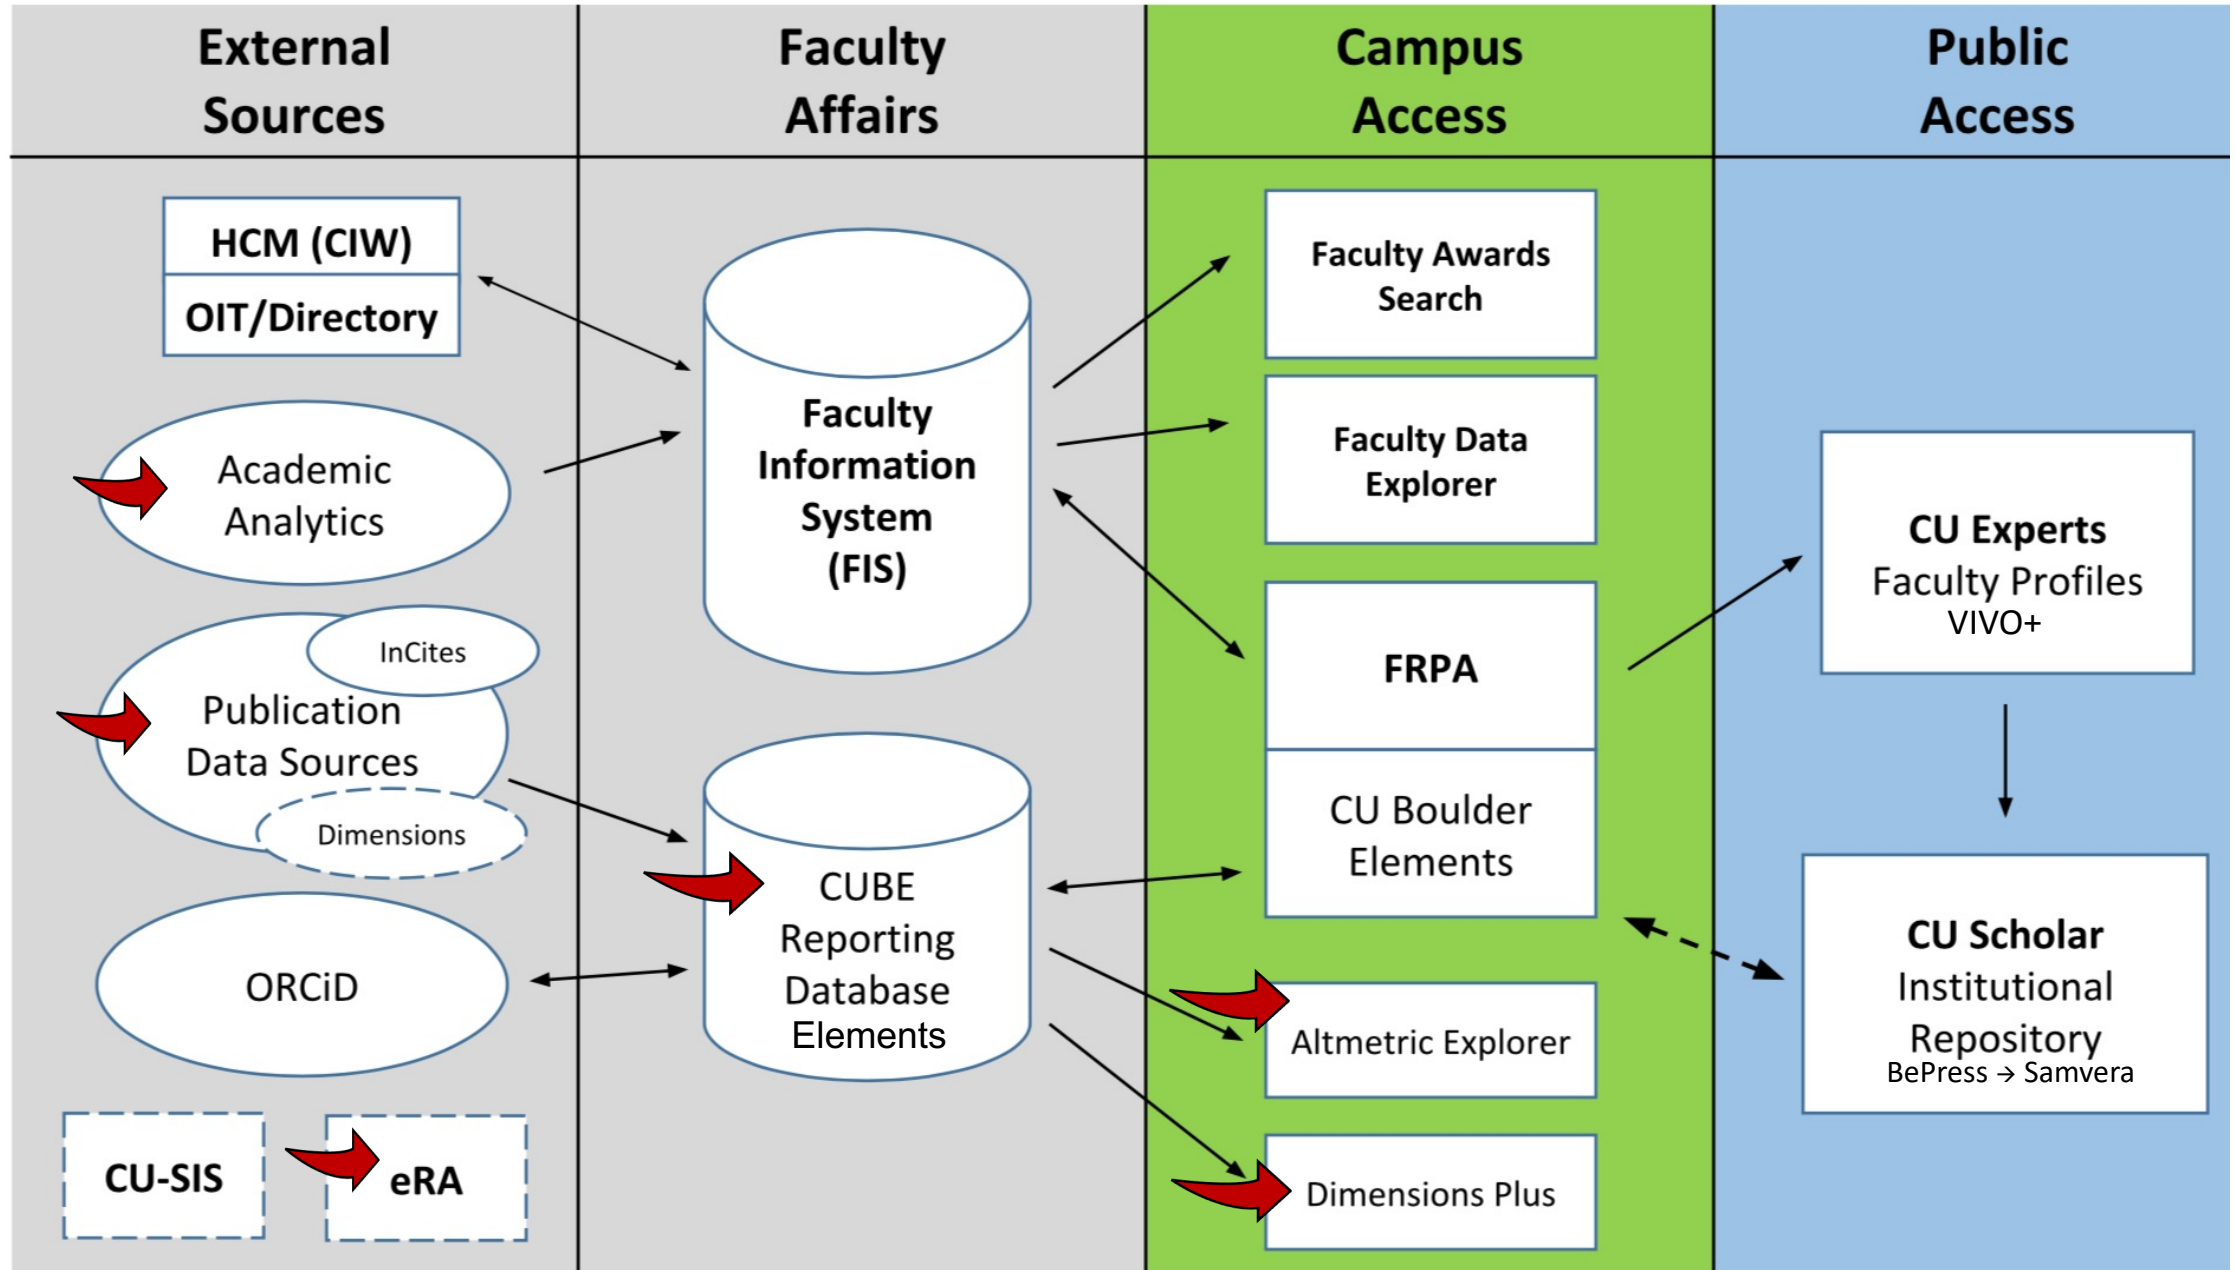 External
Sources
Faculty
Affairs
Campus
Access
Public
Access
HCM (CIW)
OIT/Directory
Academic
Analytics
InCites
Publication
Data Sources
Dimensions
ORCiD
CU-SIS
eRA
Faculty
Information
System
(FIS)
CUBE
Reporting
Database
Elements
Faculty Awards
Search
Faculty Data
Explorer
FRPA
CU Boulder
Elements
Altmetric Explorer
Dimensions Plus
CU Experts
Faculty Profiles
VIVO+
CU Scholar
Institutional
Repository
BePress → Samvera